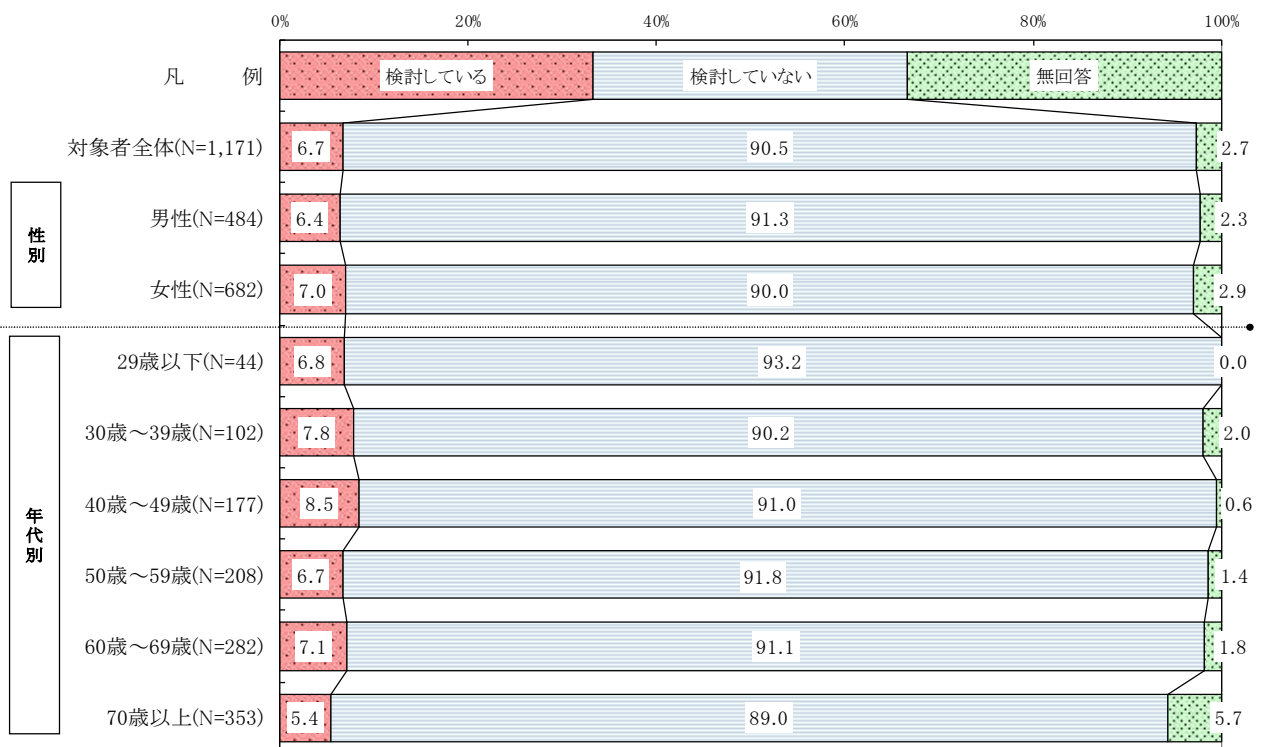 0% 20% 40% 60% 80% 100%
凡 例 検討している 検討していない 無回答
対象者全体(N=1,171) 6.7 90.5 2.7
性別
男性(N=484) 6.4 91.3 2.3
女性(N=682) 7.0 90.0 2.9
年代別
29歳以下(N=44) 6.8 93.2 0.0
30歳～39歳(N=102) 7.8 90.2 2.0
40歳～49歳(N=177) 8.5 91.0 0.6
50歳～59歳(N=208) 6.7 91.8 1.4
60歳～69歳(N=282) 7.1 91.1 1.8
70歳以上(N=353) 5.4 89.0 5.7